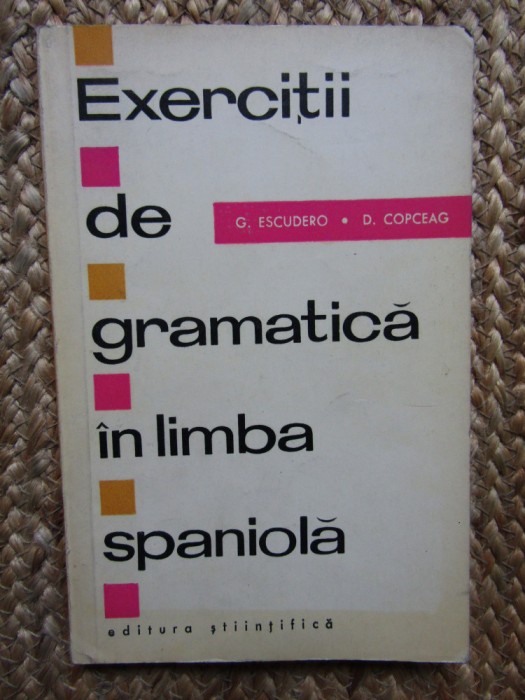 Exerciții
de
G. ESCUDERO • D. COPCEAG
gramatică
în limba
spaniolă
editura științifică